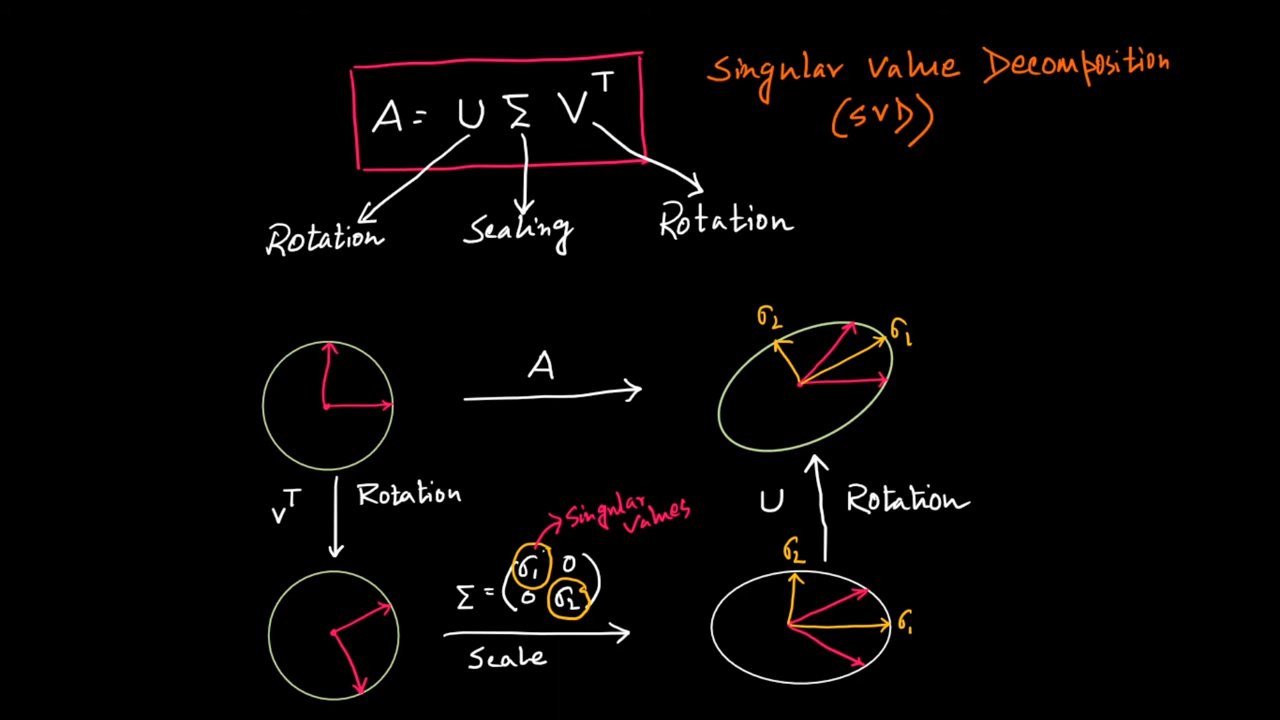 A = U Σ V^T
Singular Value Decomposition
(SVD)
Rotation
Scaling
Rotation
σ2
σ1
A
V^T
Rotation
Singular
Values
Σ = (σ1 0
0 σ2)
Scale
U
Rotation
σ2
σ1